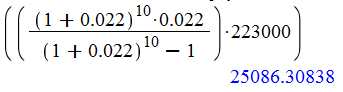 (((1 + 0.022)^10·0.022)/((1 + 0.022)^10 − 1))·223000)
25086.30838